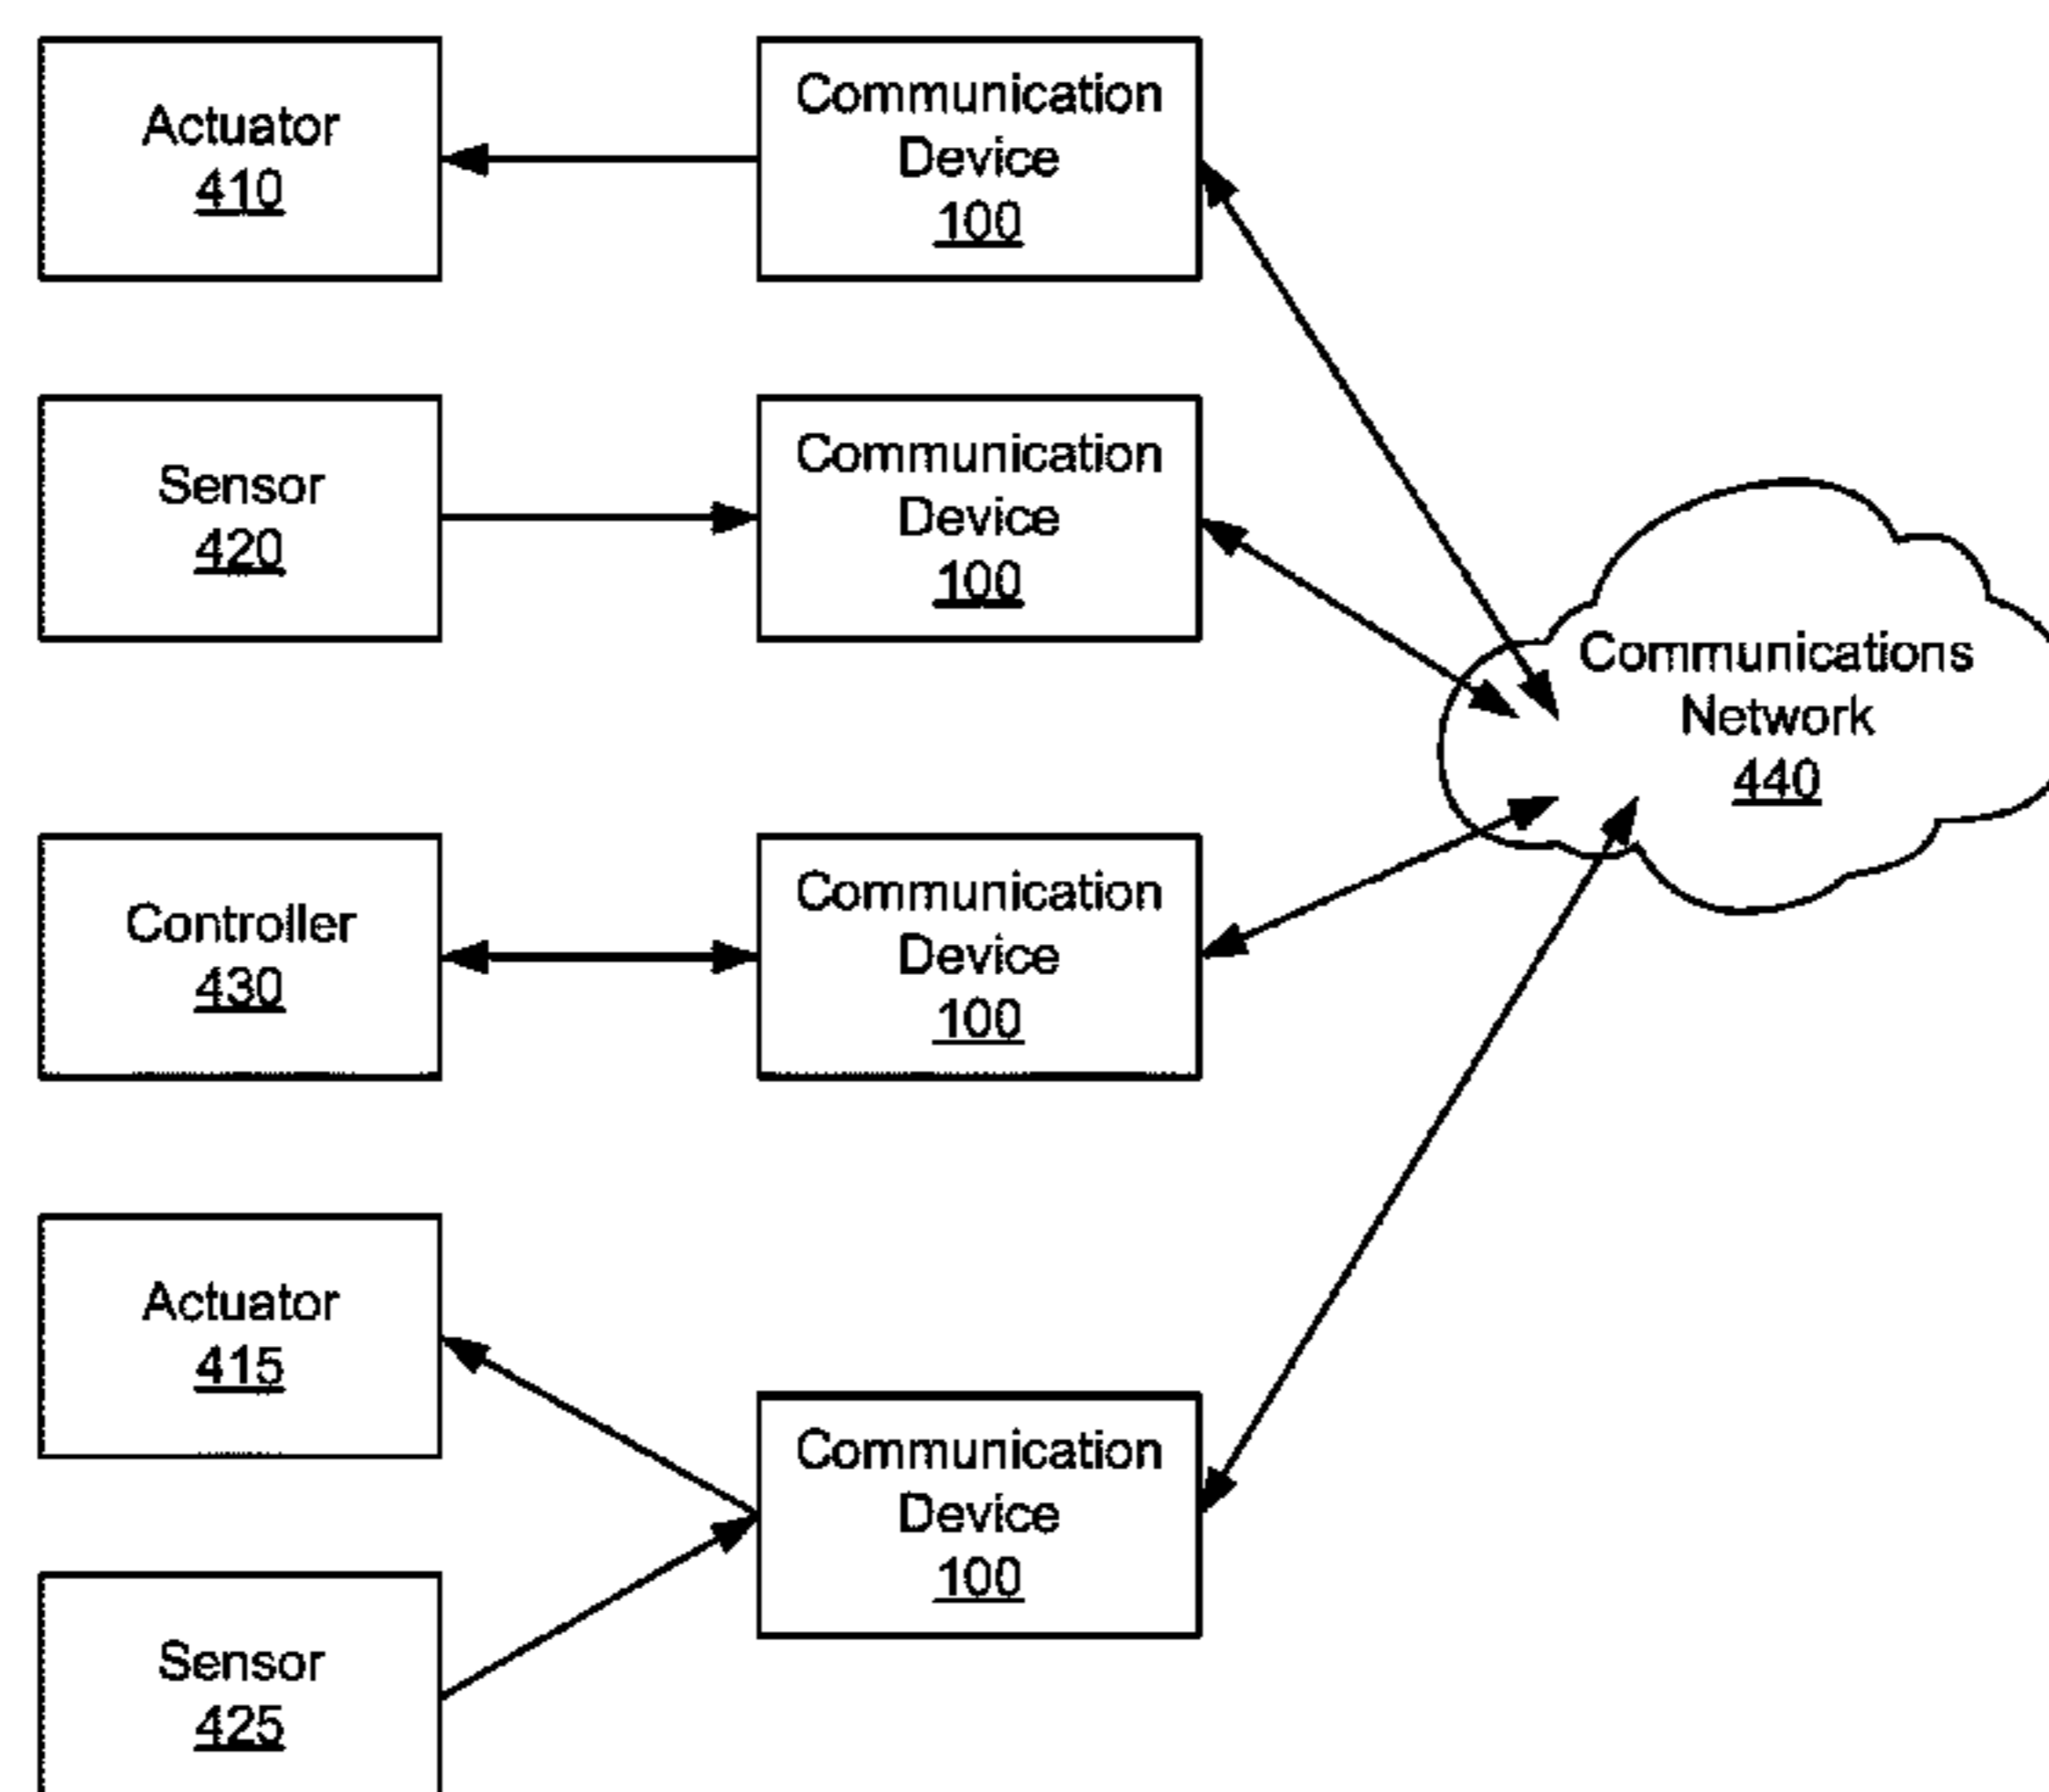 Actuator
410
Communication
Device
100
Sensor
420
Communication
Device
100
Communications
Network
440
Controller
430
Communication
Device
100
Actuator
415
Communication
Device
100
Sensor
425